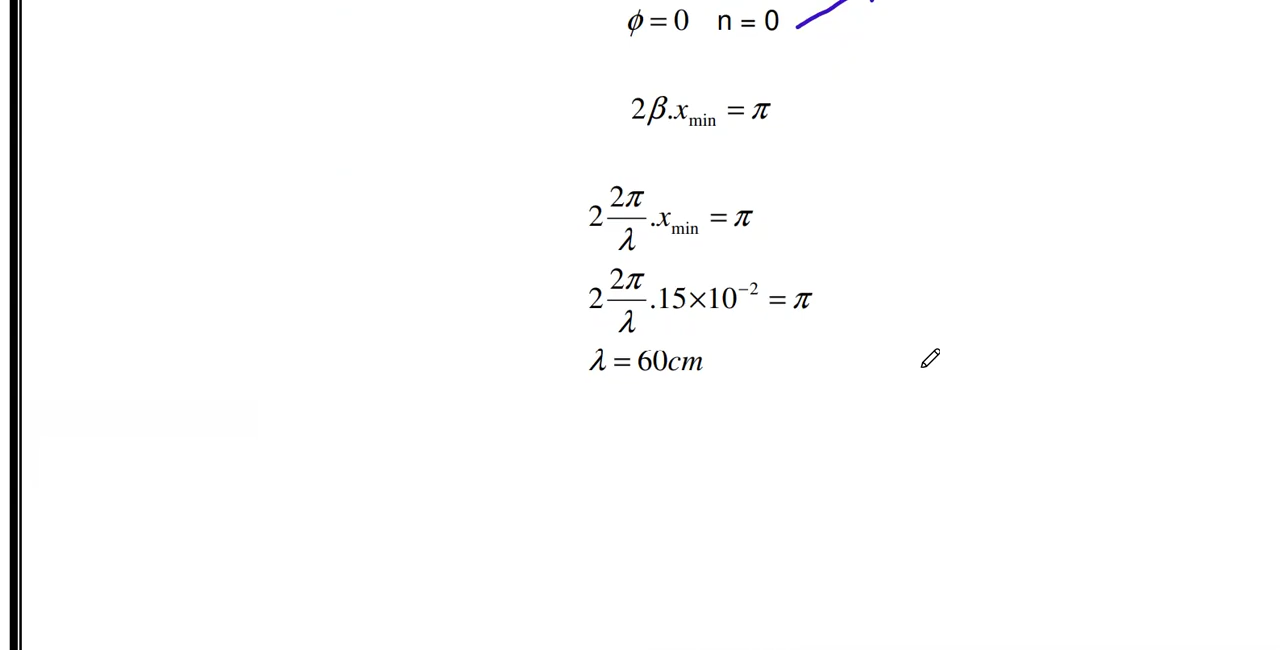 ϕ = 0 n = 0
2β.x_min = π
2 2π/λ .x_min = π
2 2π/λ .15×10⁻² = π
λ = 60cm